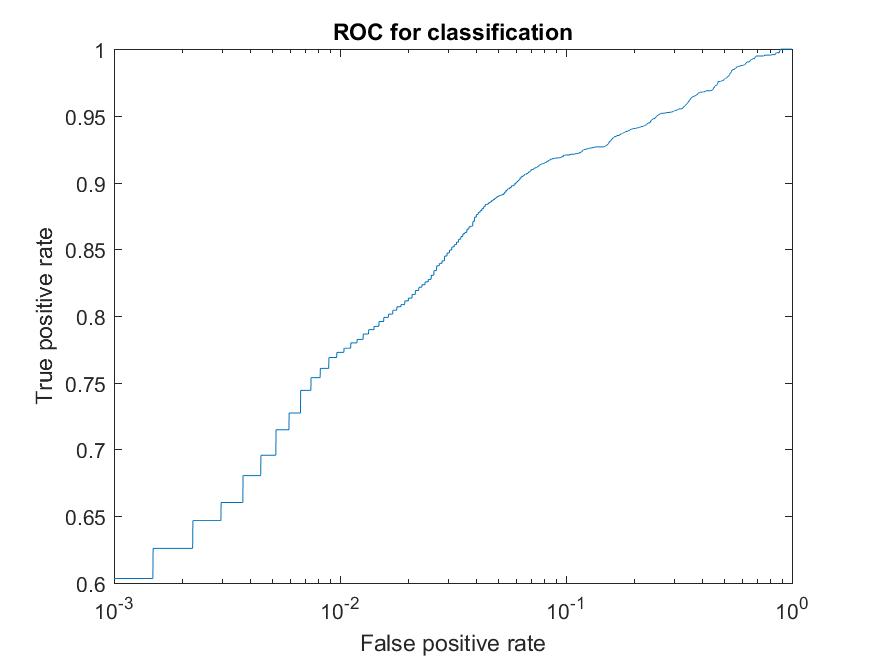 ROC for classification
1
0.95
0.9
0.85
0.8
0.75
0.7
0.65
0.6
True positive rate
10^-3 10^-2 10^-1 10^0
False positive rate